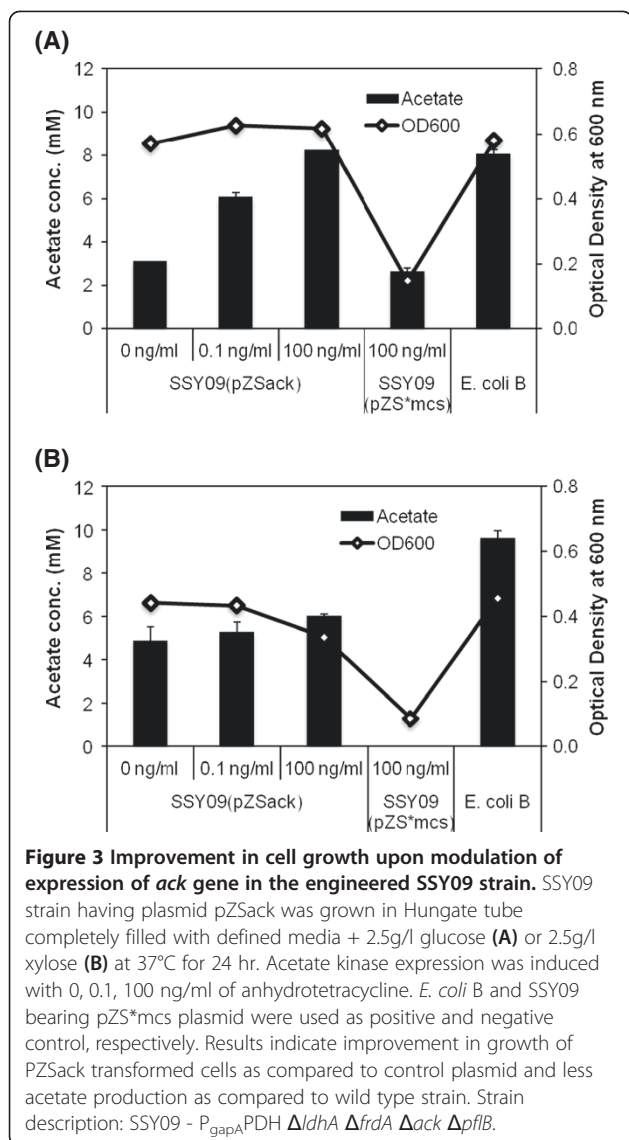 (A)
12
10
8
6
4
2
0
Acetate conc. (mM)
Acetate
OD600
0.8
0.6
0.4
0.2
0.0
Optical Density at 600 nm
0 ng/ml
0.1 ng/ml
100 ng/ml
100 ng/ml
SSY09(pZSack)
SSY09
(pZS*mcs)
E. coli B
(B)
12
10
8
6
4
2
0
Acetate conc. (mM)
Acetate
OD600
0.8
0.6
0.4
0.2
0.0
Optical Density at 600 nm
0 ng/ml
0.1 ng/ml
100 ng/ml
100 ng/ml
SSY09(pZSack)
SSY09
(pZS*mcs)
E. coli B
Figure 3 Improvement in cell growth upon modulation of
expression of ack gene in the engineered SSY09 strain. SSY09
strain having plasmid pZSack was grown in Hungate tube
completely filled with defined media + 2.5g/l glucose (A) or 2.5g/l
xylose (B) at 37°C for 24 hr. Acetate kinase expression was induced
with 0, 0.1, 100 ng/ml of anhydrotetracycline. E. coli B and SSY09
bearing pZS*mcs plasmid were used as positive and negative
control, respectively. Results indicate improvement in growth of
PZSack transformed cells as compared to control plasmid and less
acetate production as compared to wild type strain. Strain
description: SSY09 - PgapAPDH ΔldhA ΔfrdA Δack ΔpflB.